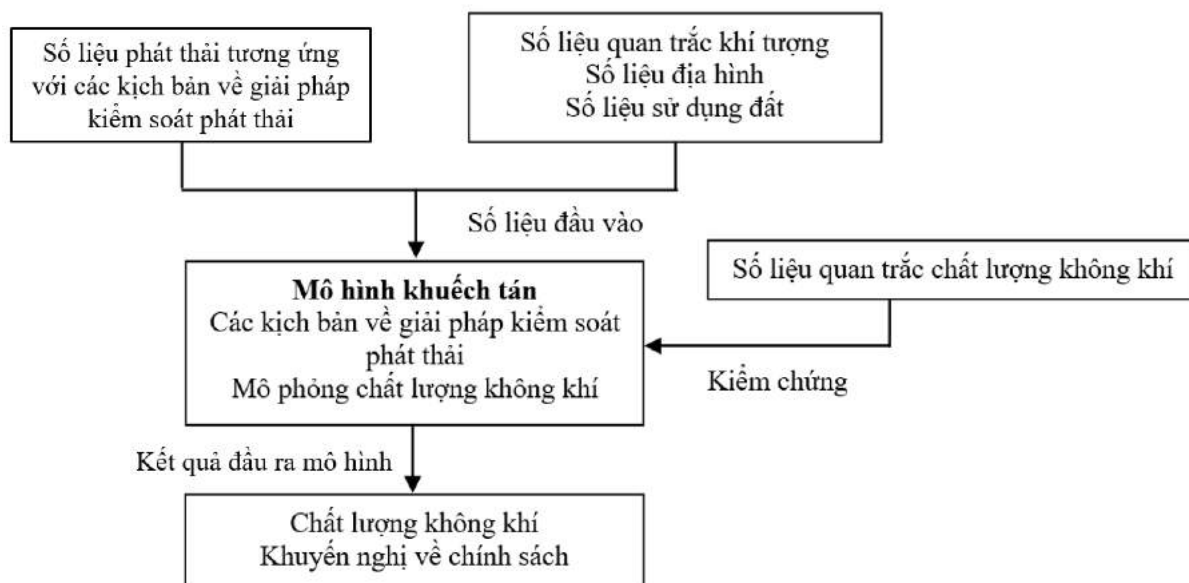 Số liệu phát thải tương ứng
với các kịch bản về giải pháp
kiểm soát phát thải
Số liệu quan trắc khí tượng
Số liệu địa hình
Số liệu sử dụng đất
Số liệu đầu vào
Số liệu quan trắc chất lượng không khí
Mô hình khuếch tán
Các kịch bản về giải pháp kiểm soát
phát thải
Mô phỏng chất lượng không khí
Kiểm chứng
Kết quả đầu ra mô hình
Chất lượng không khí
Khuyến nghị về chính sách